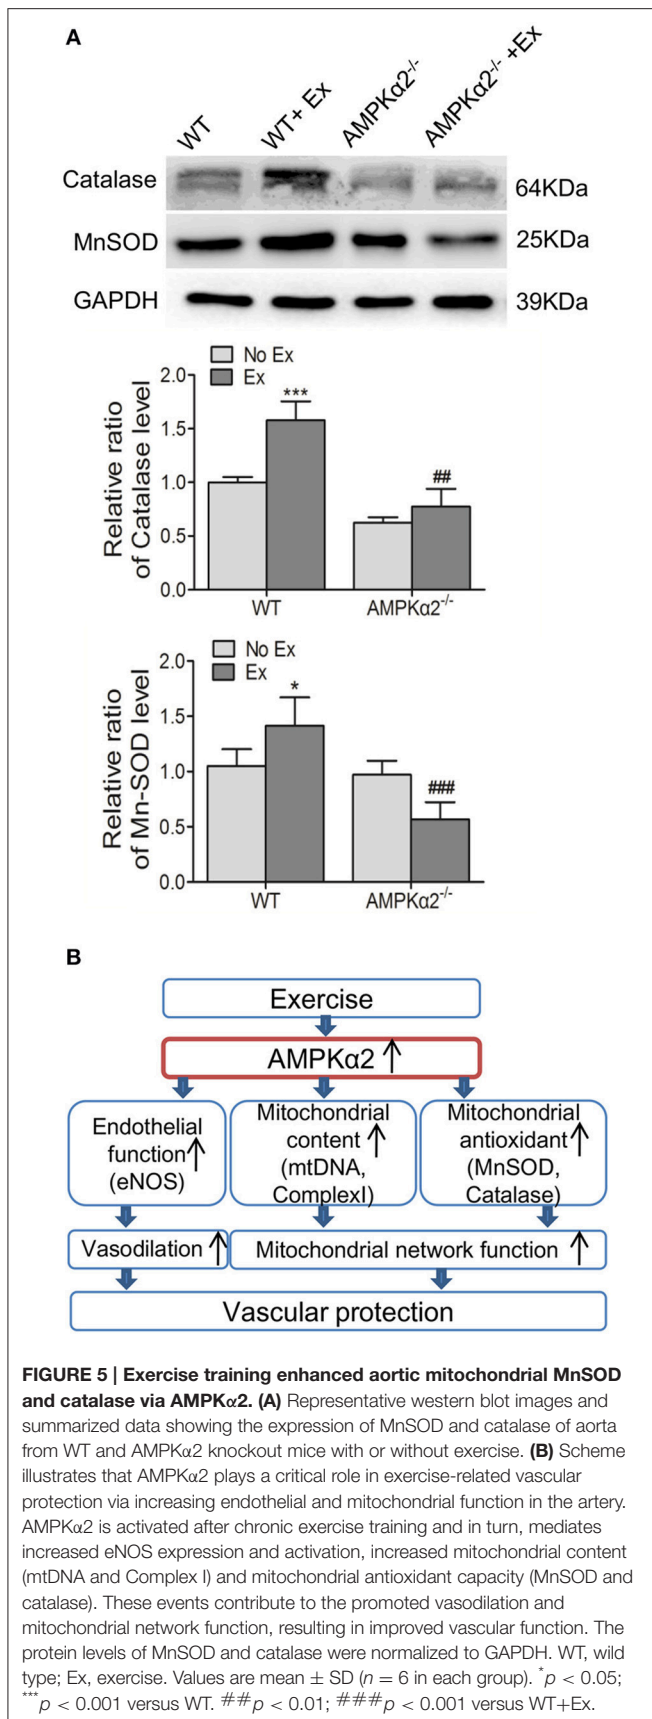 A
WT
WT+ Ex
AMPKα2-/-
AMPKα2-/- +Ex
Catalase
64KDa
MnSOD
25KDa
GAPDH
39KDa
No Ex
Ex
2.0
1.5
1.0
0.5
0.0
Relative ratio
of Catalase level
***
##
WT
AMPKα2-/-
No Ex
Ex
2.0
1.5
1.0
0.5
0.0
Relative ratio
of Mn-SOD level
*
###
WT
AMPKα2-/-
B
Exercise
AMPKα2↑
Endothelial
function↑
(eNOS)
Mitochondrial
content↑
(mtDNA,
ComplexI)
Mitochondrial
antioxidant↑
(MnSOD,
Catalase)
Vasodilation↑
Mitochondrial network function ↑
Vascular protection
FIGURE 5 | Exercise training enhanced aortic mitochondrial MnSOD
and catalase via AMPKα2. (A) Representative western blot images and
summarized data showing the expression of MnSOD and catalase of aorta
from WT and AMPKα2 knockout mice with or without exercise. (B) Scheme
illustrates that AMPKα2 plays a critical role in exercise-related vascular
protection via increasing endothelial and mitochondrial function in the artery.
AMPKα2 is activated after chronic exercise training and in turn, mediates
increased eNOS expression and activation, increased mitochondrial content
(mtDNA and Complex I) and mitochondrial antioxidant capacity (MnSOD and
catalase). These events contribute to the promoted vasodilation and
mitochondrial network function, resulting in improved vascular function. The
protein levels of MnSOD and catalase were normalized to GAPDH. WT, wild
type; Ex, exercise. Values are mean ± SD (n = 6 in each group). *p < 0.05;
***p < 0.001 versus WT. ##p < 0.01; ###p < 0.001 versus WT+Ex.